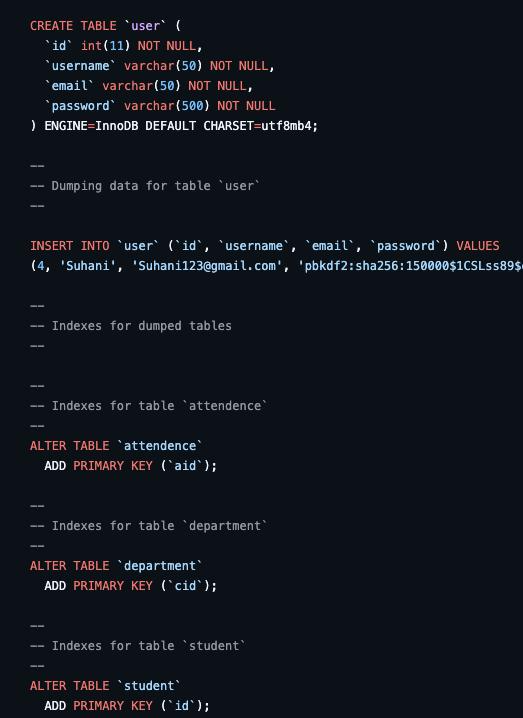 CREATE TABLE `user` (
  `id` int(11) NOT NULL,
  `username` varchar(50) NOT NULL,
  `email` varchar(50) NOT NULL,
  `password` varchar(500) NOT NULL
) ENGINE=InnoDB DEFAULT CHARSET=utf8mb4;
--
-- Dumping data for table `user`
--
INSERT INTO `user` (`id`, `username`, `email`, `password`) VALUES
(4, 'Suhani', 'Suhani123@gmail.com', 'pbkdf2:sha256:150000$1CSLss89$
--
-- Indexes for dumped tables
--
--
-- Indexes for table `attendence`
--
ALTER TABLE `attendence`
  ADD PRIMARY KEY (`aid`);
--
-- Indexes for table `department`
--
ALTER TABLE `department`
  ADD PRIMARY KEY (`cid`);
--
-- Indexes for table `student`
--
ALTER TABLE `student`
  ADD PRIMARY KEY (`id`);